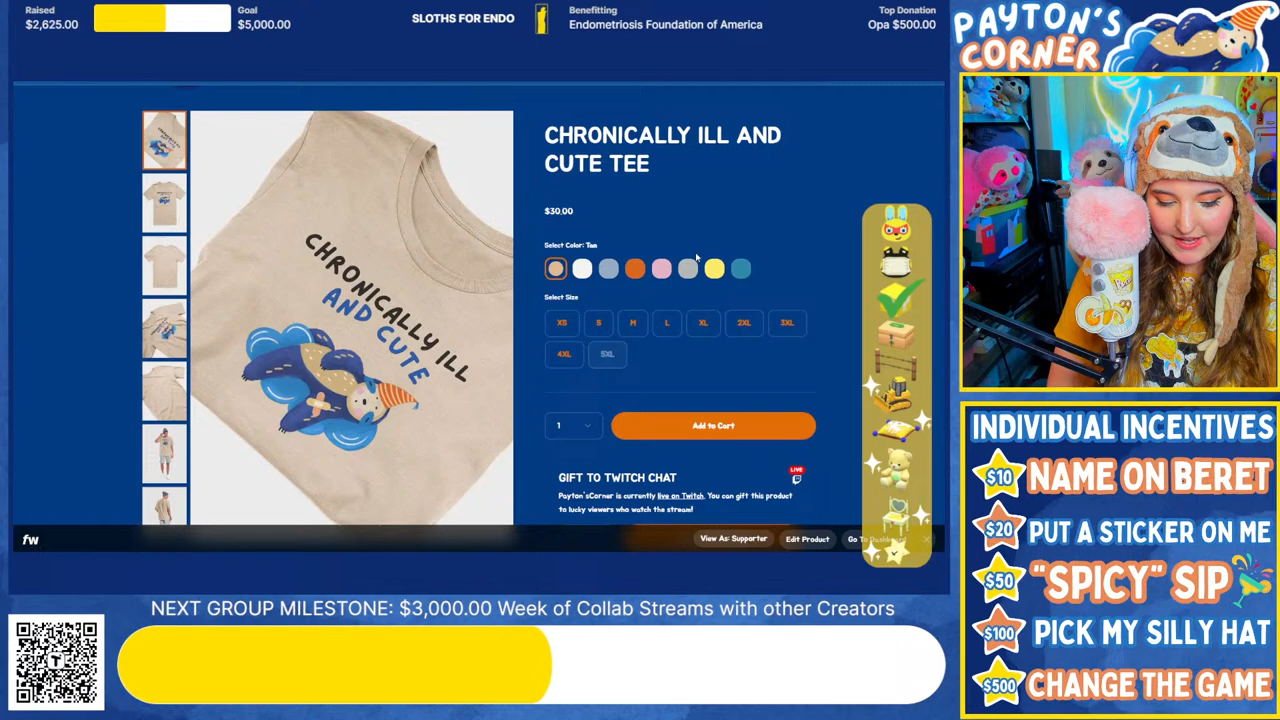 Raised
$2,625.00
Goal
$5,000.00
SLOTHS FOR ENDO
Benefitting
Endometriosis Foundation of America
Top Donation
Opa $500.00
PAYTON'S
CORNER
CHRONICALLY ILL AND
CUTE TEE
$30.00
Select Color: Tan
Select Size
XS S M L XL 2XL 3XL
4XL 5XL
1
Add to Cart
GIFT TO TWITCH CHAT
LIVE
Payton'sCorner is currently live on Twitch. You can gift this product
to lucky viewers who watch the stream!
CHRONICALLY ILL
AND CUTE
fw
View As: Supporter
Edit Product
Go To Dashboard
NEXT GROUP MILESTONE: $3,000.00 Week of Collab Streams with other Creators
INDIVIDUAL INCENTIVES
$10 NAME ON BERET
$20 PUT A STICKER ON ME
$50 "SPICY" SIP
$100 PICK MY SILLY HAT
$500 CHANGE THE GAME